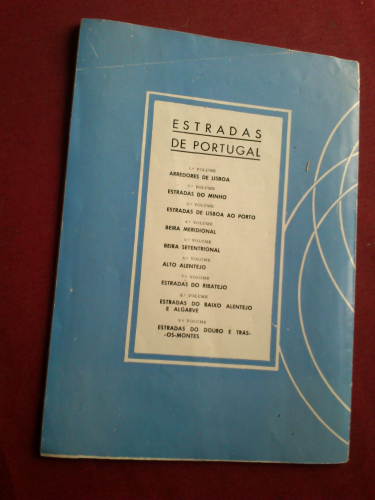 ESTRADAS
DE PORTUGAL
1.º VOLUME
ARREDORES DE LISBOA
2.º VOLUME
ESTRADAS DO MINHO
3.º VOLUME
ESTRADAS DE LISBOA AO PORTO
4.º VOLUME
BEIRA MERIDIONAL
5.º VOLUME
BEIRA SETENTRIONAL
6.º VOLUME
ALTO ALENTEJO
7.º VOLUME
ESTRADAS DO RIBATEJO
8.º VOLUME
ESTRADAS DO BAIXO ALENTEJO
E ALGARVE
9.º VOLUME
ESTRADAS DO DOURO E TRÁS-
-OS-MONTES